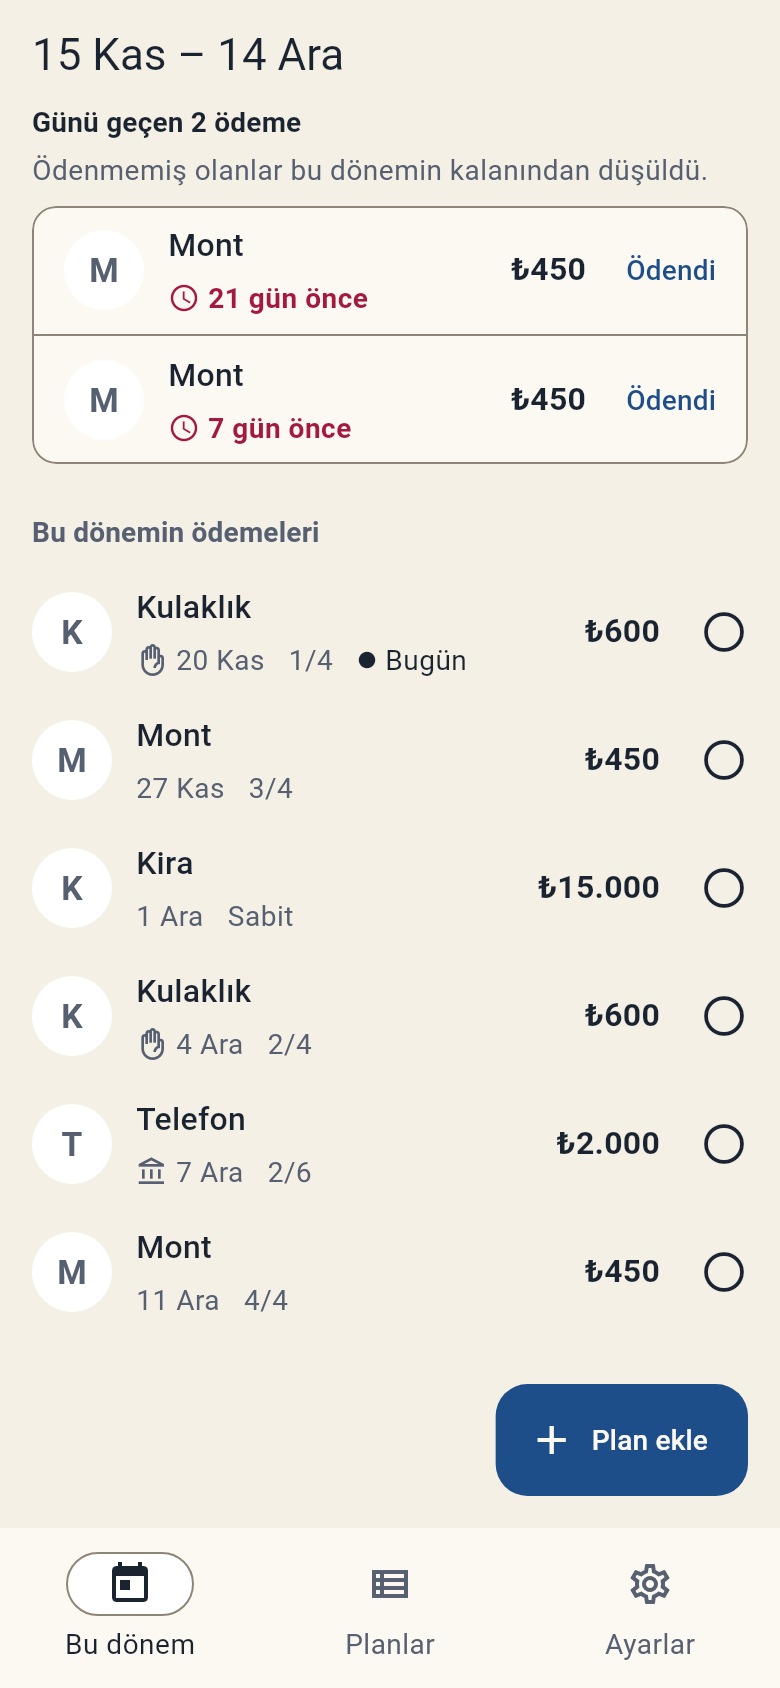 15 Kas – 14 Ara
Günü geçen 2 ödeme
Ödenmemiş olanlar bu dönemin kalanından düşüldü.
M Mont ₺450 Ödendi
21 gün önce
M Mont ₺450 Ödendi
7 gün önce
Bu dönemin ödemeleri
K Kulaklık ₺600
20 Kas 1/4 ● Bugün
M Mont ₺450
27 Kas 3/4
K Kira ₺15.000
1 Ara Sabit
K Kulaklık ₺600
4 Ara 2/4
T Telefon ₺2.000
7 Ara 2/6
M Mont ₺450
11 Ara 4/4
+ Plan ekle
Bu dönem Planlar Ayarlar